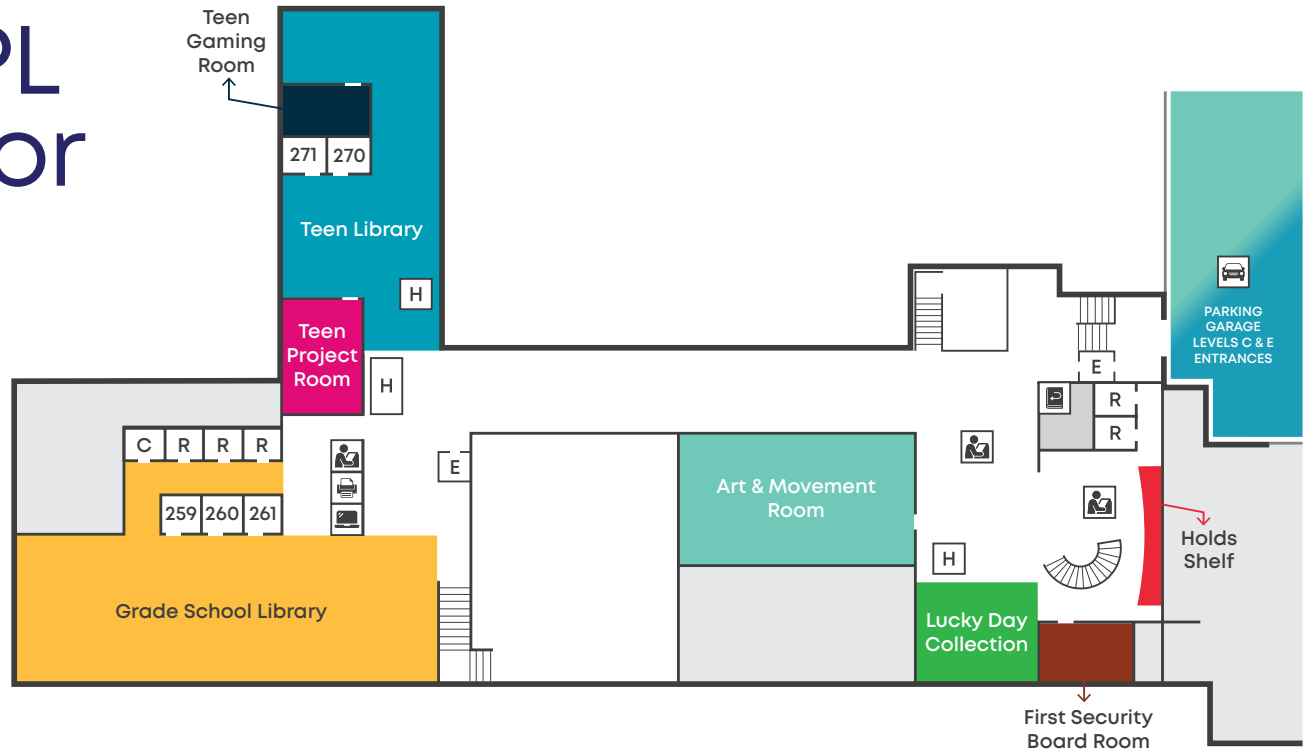 PL
or
Teen
Gaming
Room
271
270
Teen Library
H
Teen
Project
Room
H
C
R
R
R
259
260
261
E
Grade School Library
Art & Movement
Room
H
Lucky Day
Collection
E
R
R
PARKING
GARAGE
LEVELS C & E
ENTRANCES
Holds
Shelf
First Security
Board Room